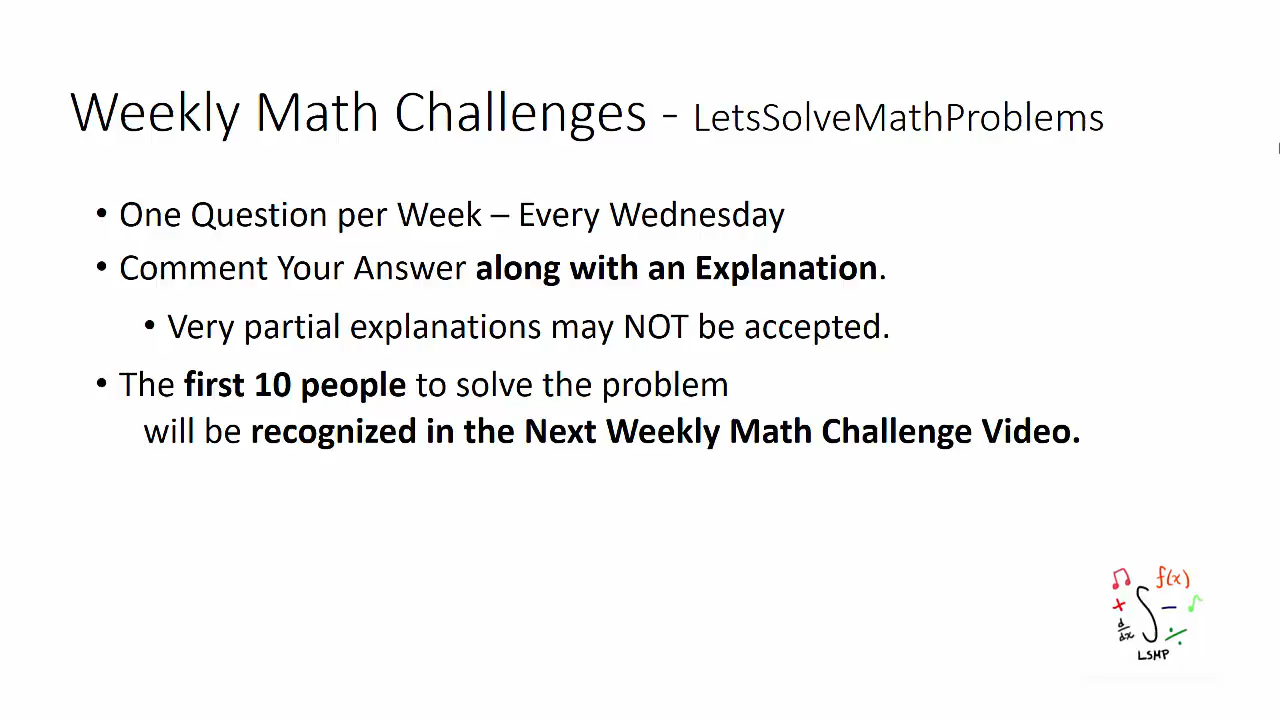 Weekly Math Challenges - LetsSolveMathProblems
• One Question per Week – Every Wednesday
• Comment Your Answer along with an Explanation.
• Very partial explanations may NOT be accepted.
• The first 10 people to solve the problem
will be recognized in the Next Weekly Math Challenge Video.
f(x)
+ ∫ −
d/dx ÷
LSMP